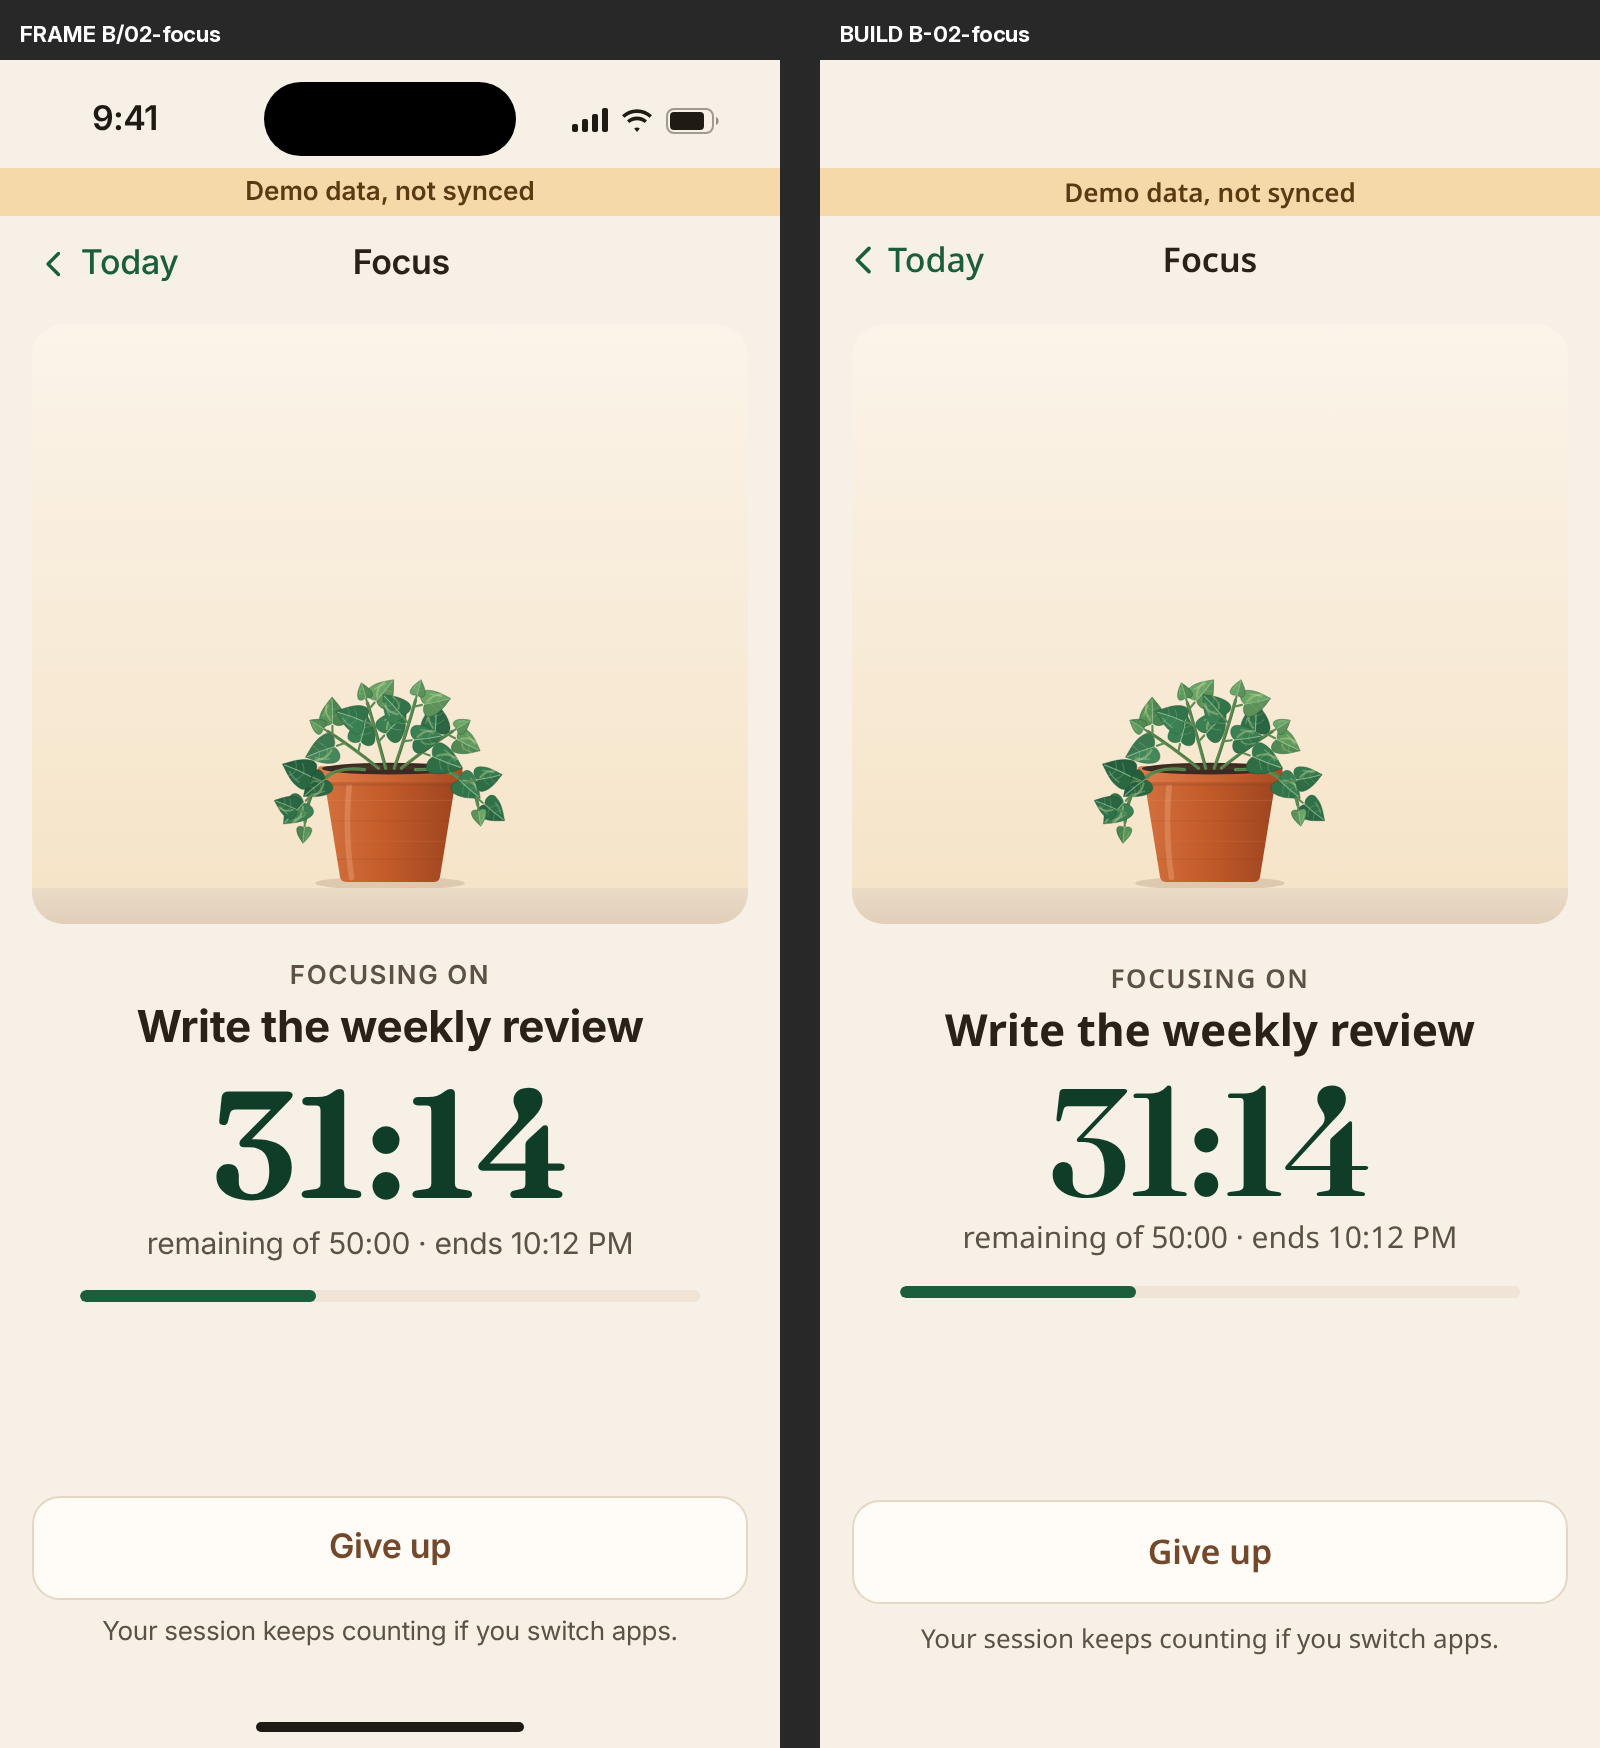 FRAME B/02-focus
9:41
Demo data, not synced
Today
Focus
FOCUSING ON
Write the weekly review
31:14
remaining of 50:00 · ends 10:12 PM
Give up
Your session keeps counting if you switch apps.
BUILD B-02-focus
Demo data, not synced
Today
Focus
FOCUSING ON
Write the weekly review
31:14
remaining of 50:00 · ends 10:12 PM
Give up
Your session keeps counting if you switch apps.